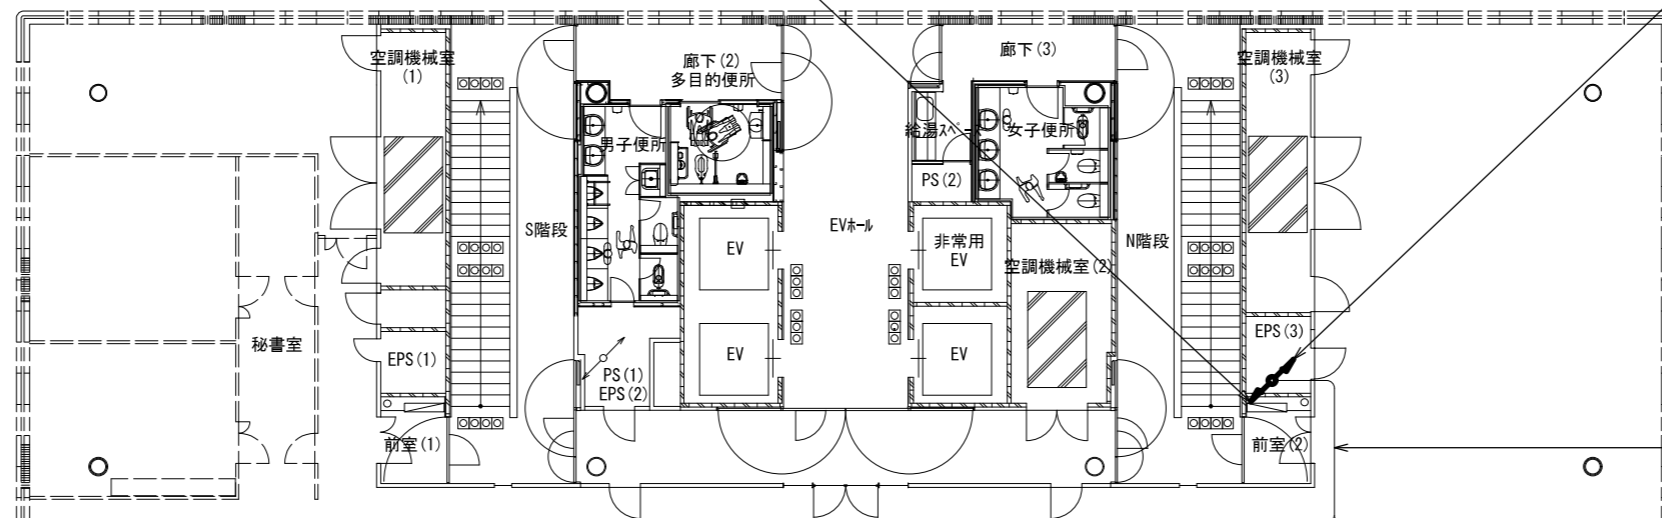 空調機械室
(1)
廊下(2)
多目的便所
廊下(3)
空調機械室
(3)
男子便所
給湯スペース
女子便所
PS(2)
S階段
EV
EVホール
非常用
EV
空調機械室(2)
N階段
秘書室
EPS(1)
PS(1)
EPS(2)
EV
EV
EPS(3)
前室(1)
前室(2)